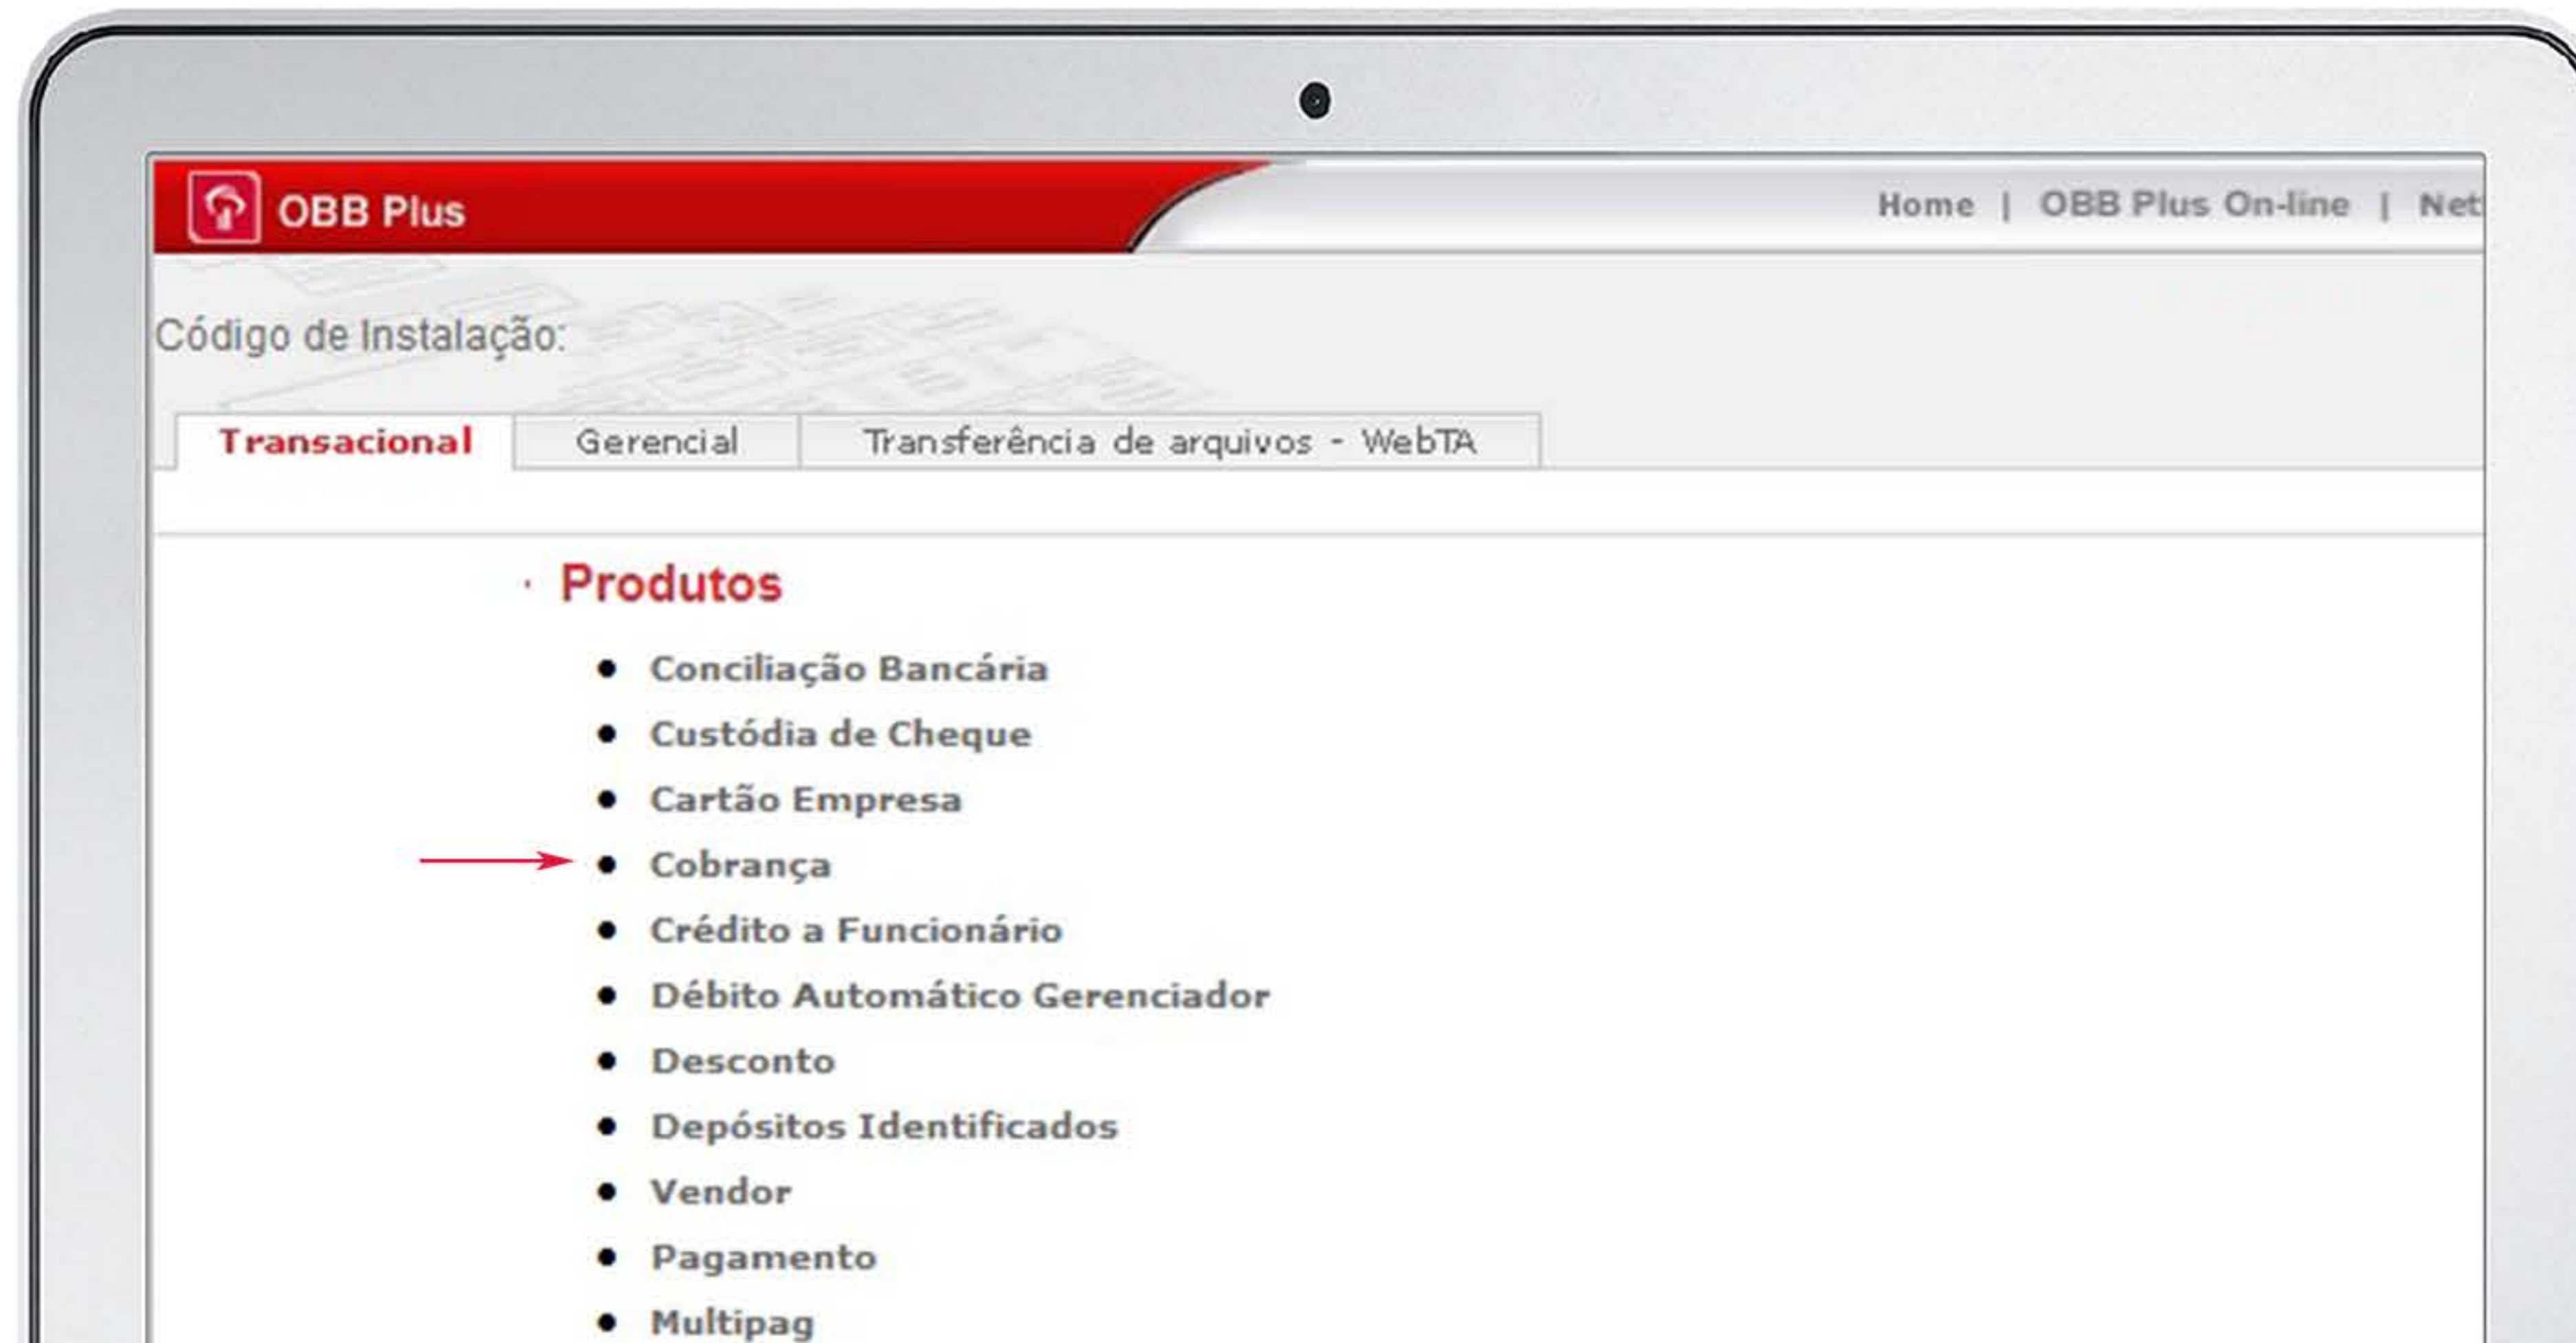 OBB Plus
Home | OBB Plus On-line | Net
Código de Instalação:
Transacional Gerencial Transferência de arquivos - WebTA
Produtos
Conciliação Bancária
Custódia de Cheque
Cartão Empresa
Cobrança
Crédito a Funcionário
Débito Automático Gerenciador
Desconto
Depósitos Identificados
Vendor
Pagamento
Multipag